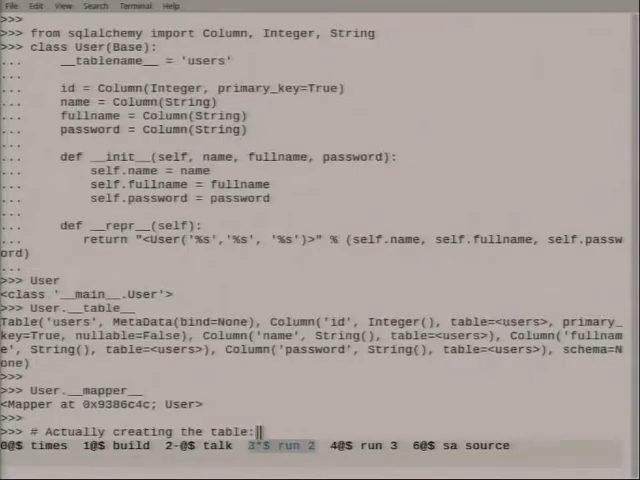 File Edit View Search Terminal Help
>>>
>>> from sqlalchemy import Column, Integer, String
>>> class User(Base):
...     __tablename__ = 'users'
...
...     id = Column(Integer, primary_key=True)
...     name = Column(String)
...     fullname = Column(String)
...     password = Column(String)
...
...     def __init__(self, name, fullname, password):
...         self.name = name
...         self.fullname = fullname
...         self.password = password
...
...     def __repr__(self):
...        return "<User('%s','%s', '%s')>" % (self.name, self.fullname, self.passw
ord)
...
>>> User
<class '__main__.User'>
>>> User.__table__
Table('users', MetaData(bind=None), Column('id', Integer(), table=<users>, primary_
key=True, nullable=False), Column('name', String(), table=<users>), Column('fullnam
e', String(), table=<users>), Column('password', String(), table=<users>), schema=N
one)
>>>
>>> User.__mapper__
<Mapper at 0x9386c4c; User>
>>>
>>> # Actually creating the table:
0@$ times  1@$ build  2-@$ talk  3*$ run 2  4@$ run 3  6@$ sa source